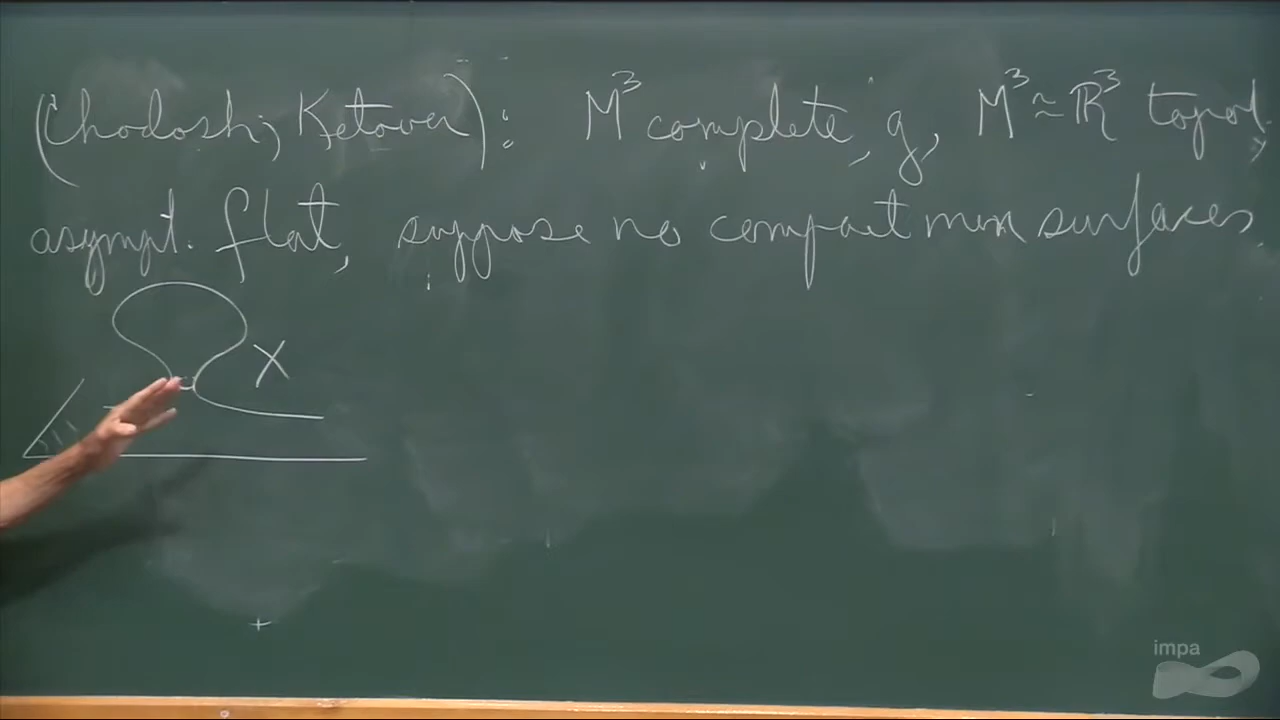 (Chodosh, Ketover): M³ complete, g, M³ ≃ ℝ³ topol.,
asympt. flat, suppose no compact min surfaces.
X
impa